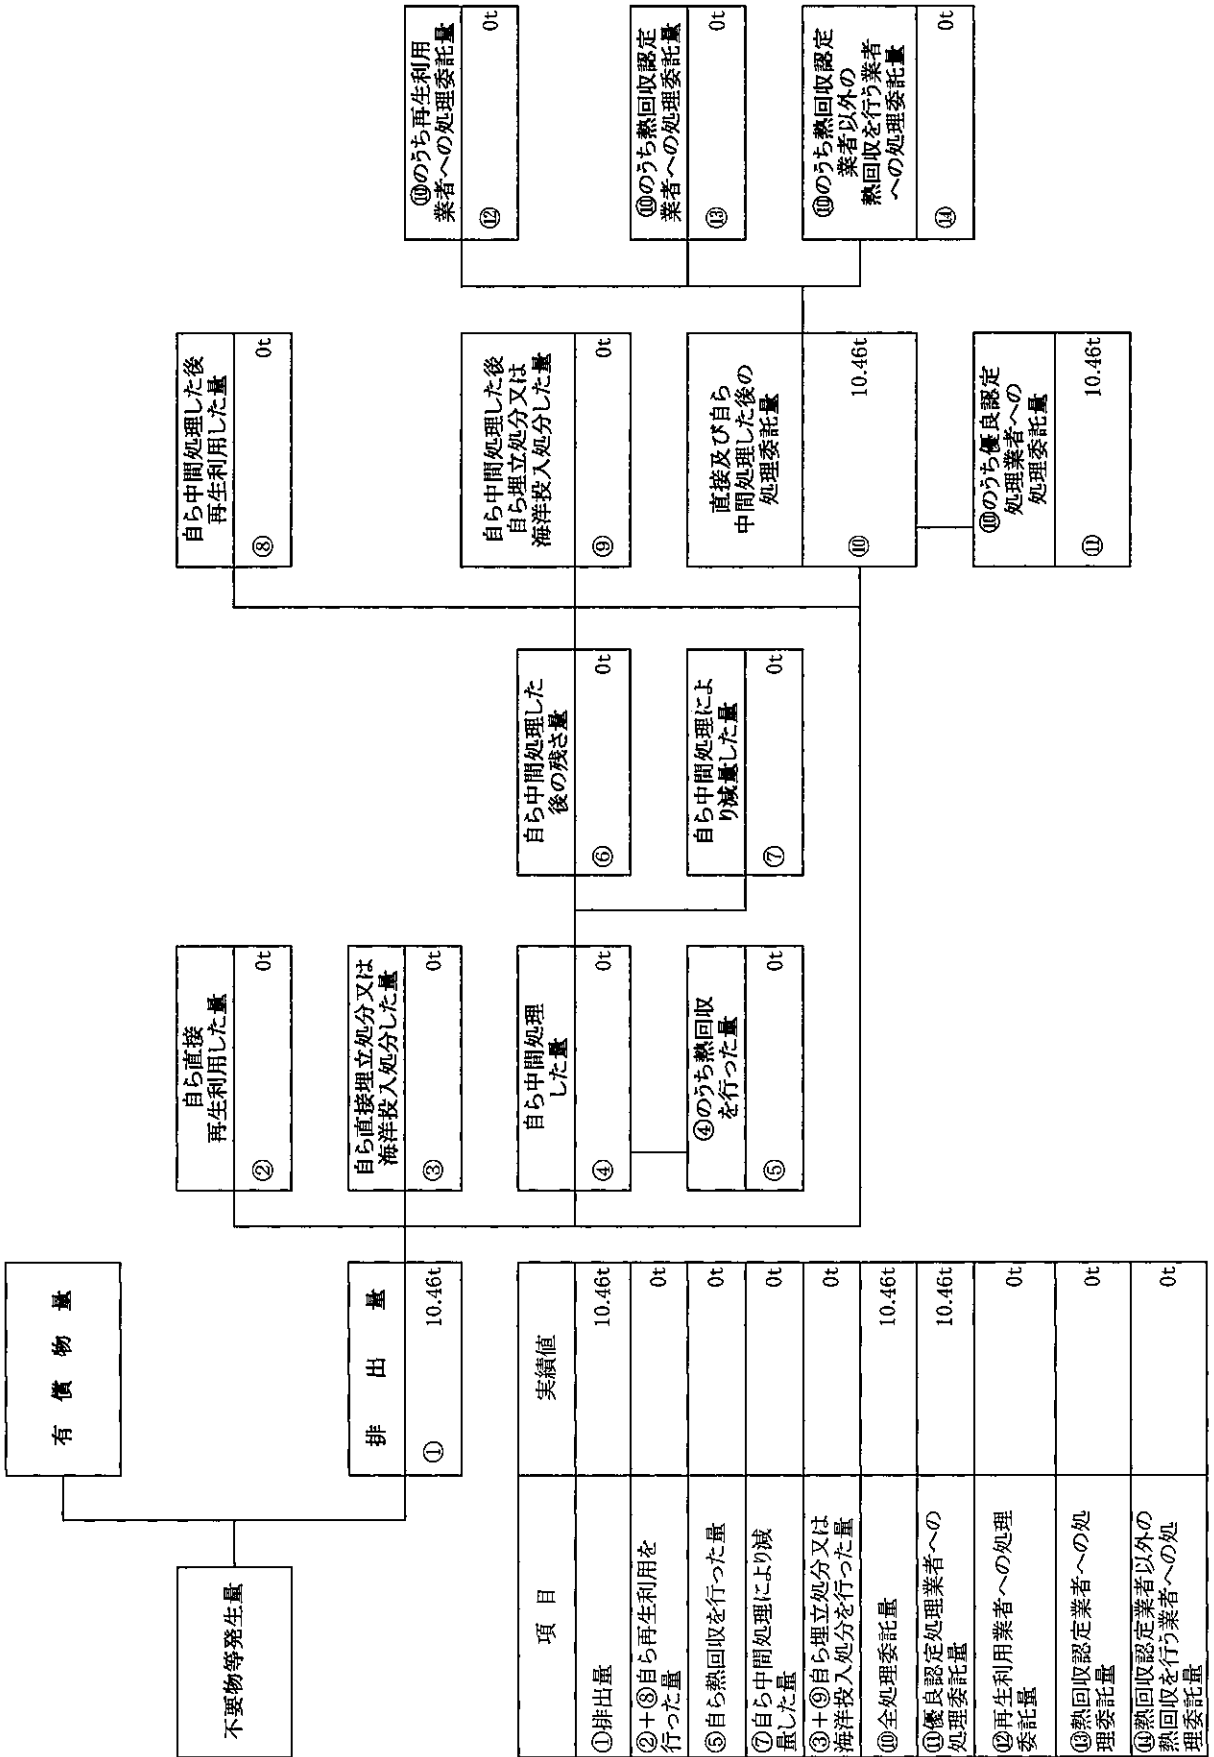 不要物等発生量
有償物量
排出量
①
10.46t
自ら直接
再生利用した量
②
0t
自ら直接埋立処分又は
海洋投入処分した量
③
0t
自ら中間処理
した量
④
0t
④のうち熱回収
を行った量
⑤
0t
自ら中間処理した
後の残さ量
⑥
0t
自ら中間処理によ
り減量した量
⑦
0t
自ら中間処理した後
再生利用した量
⑧
0t
自ら中間処理した後
自ら埋立処分又は
海洋投入処分した量
⑨
0t
直接及び自ら
中間処理した後の
処理委託量
⑩
10.46t
⑩のうち優良認定
処理業者への
処理委託量
⑪
10.46t
⑩のうち再生利用
業者への処理委託量
⑫
0t
⑩のうち熱回収認定
業者への処理委託量
⑬
0t
⑩のうち熱回収認定
業者以外の
熱回収を行う業者
への処理委託量
⑭
0t
項目
実績値
①排出量
10.46t
②+⑧自ら再生利用を
行った量
0t
⑤自ら熱回収を行った量
0t
⑦自ら中間処理により減
量した量
0t
③+⑨自ら埋立処分又は
海洋投入処分を行った量
0t
⑩全処理委託量
10.46t
⑪優良認定処理業者への
処理委託量
10.46t
⑫再生利用業者への処理
委託量
0t
⑬熱回収認定業者への処
理委託量
0t
⑭熱回収認定業者以外の
熱回収を行う業者への処
理委託量
0t